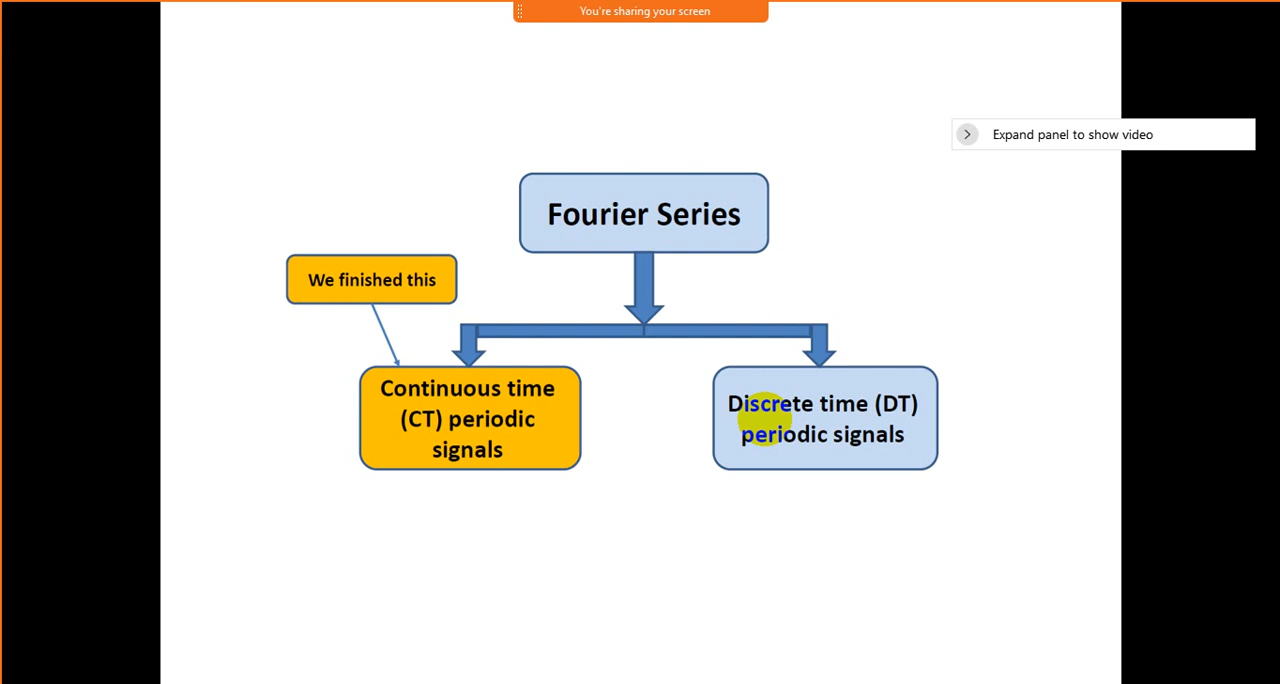 You're sharing your screen
Expand panel to show video
Fourier Series
We finished this
Continuous time
(CT) periodic
signals
Discrete time (DT)
periodic signals